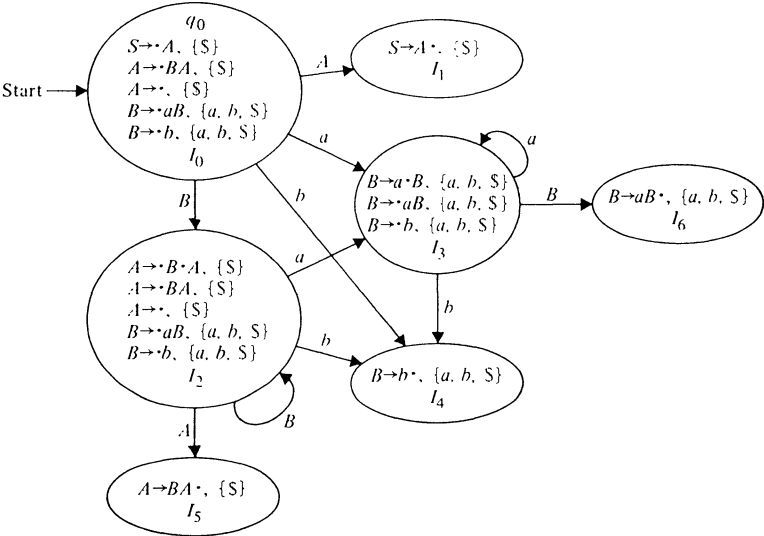 q0
S→·A, {$}
A→·BA, {$}
A→·, {$}
B→·aB, {a, b, $}
B→·b, {a, b, $}
I0
Start
A
S→A·, {$}
I1
a
b
B
a
B→a·B, {a, b, $}
B→·aB, {a, b, $}
B→·b, {a, b, $}
I3
B
B→aB·, {a, b, $}
I6
A→·B·A, {$}
A→·BA, {$}
A→·, {$}
B→·aB, {a, b, $}
B→·b, {a, b, $}
I2
a
b
b
B→b·, {a, b, $}
I4
B
A
A→BA·, {$}
I5